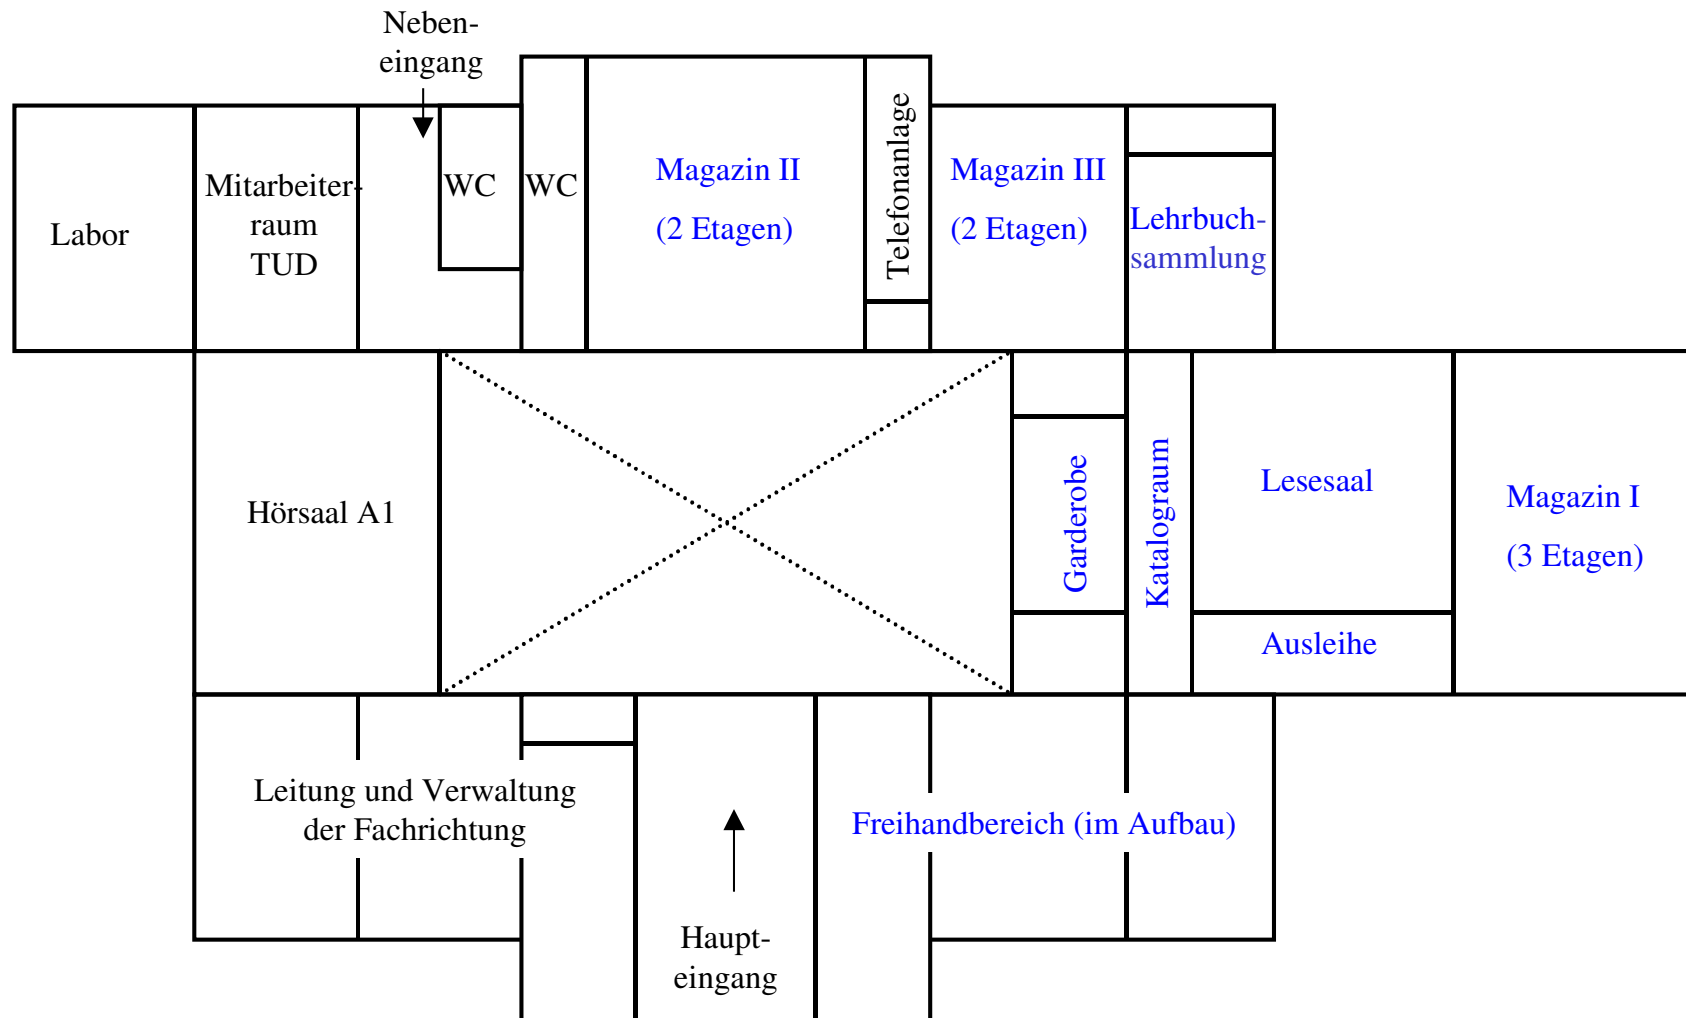 Neben-
eingang
Labor
Mitarbeiter-
raum
TUD
WC
WC
Magazin II
(2 Etagen)
Telefonanlage
Magazin III
(2 Etagen)
Lehrbuch-
sammlung
Hörsaal A1
Garderobe
Katalograum
Lesesaal
Ausleihe
Magazin I
(3 Etagen)
Leitung und Verwaltung
der Fachrichtung
Haupt-
eingang
Freihandbereich (im Aufbau)